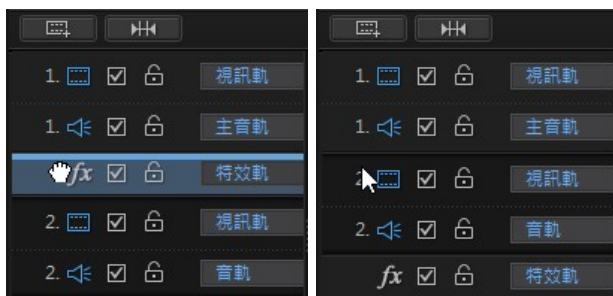 1. 視訊軌
1. 主音軌
fx 特效軌
2. 視訊軌
2. 音軌
1. 視訊軌
1. 主音軌
2. 視訊軌
2. 音軌
fx 特效軌